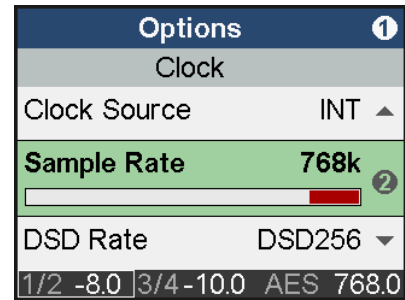 Options 1
Clock
Clock Source INT
Sample Rate 768k
2
DSD Rate DSD256
1/2 -8.0 3/4 -10.0 AES 768.0